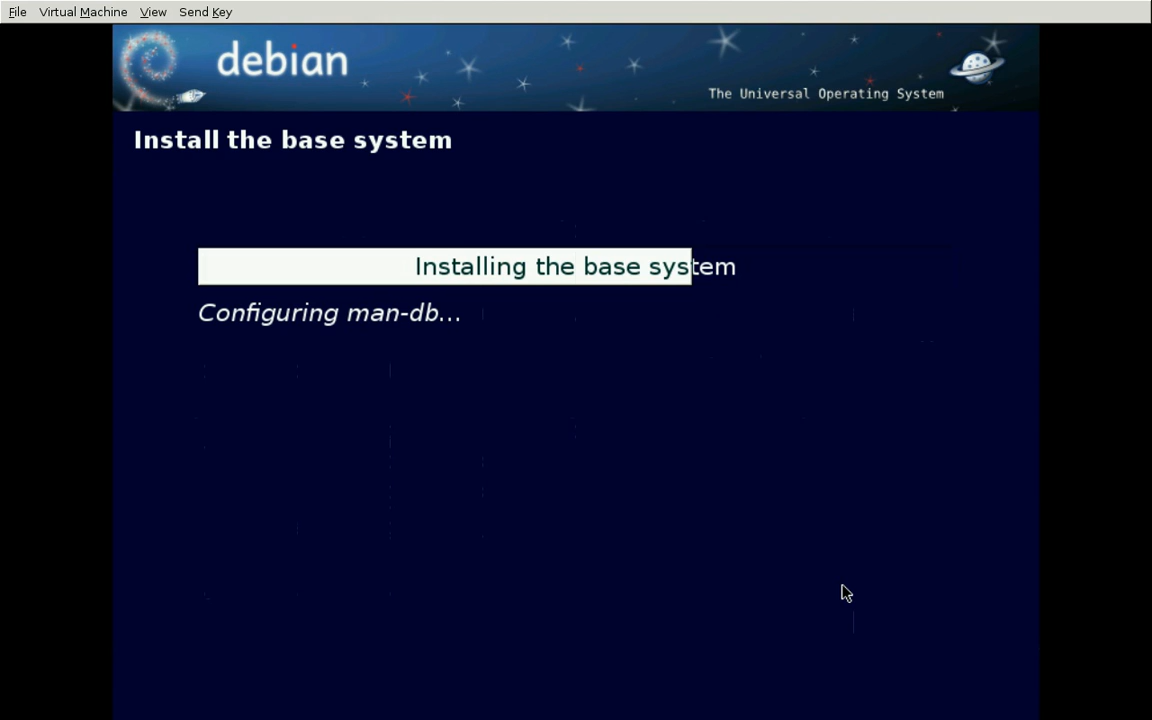 File Virtual Machine View Send Key
debian
The Universal Operating System
Install the base system
Installing the base system
Configuring man-db...